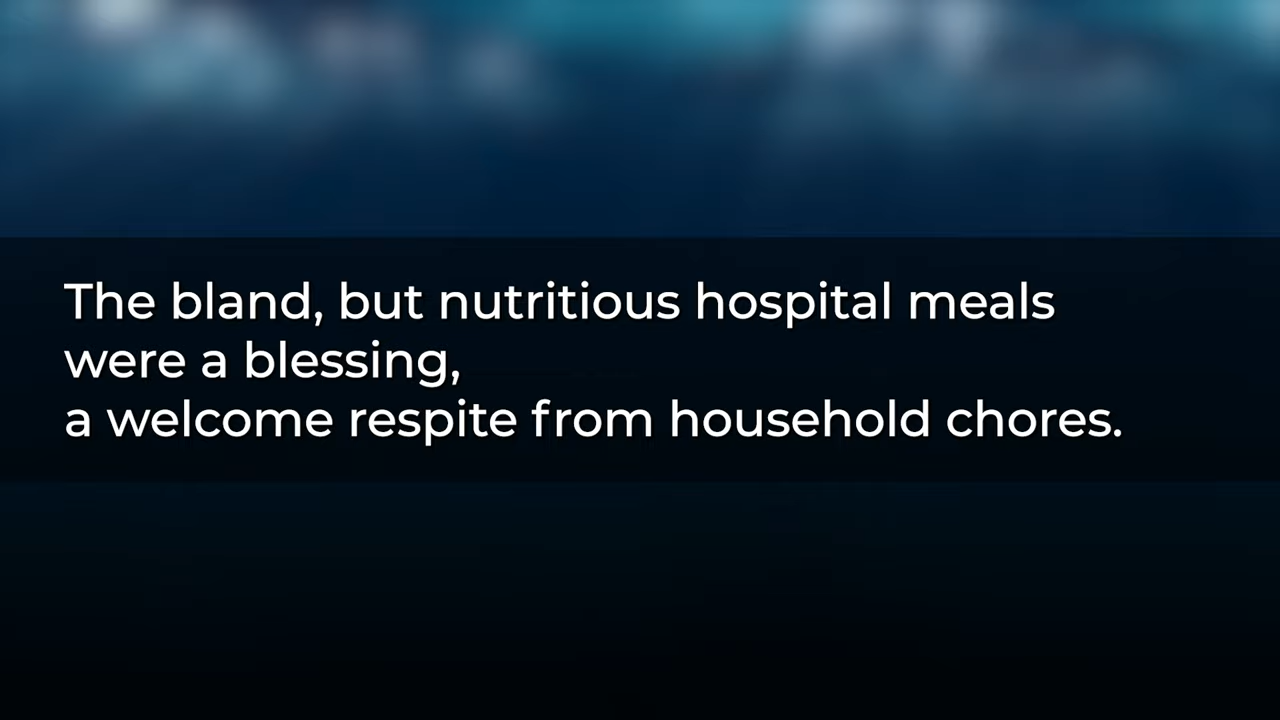 The bland, but nutritious hospital meals
were a blessing,
a welcome respite from household chores.